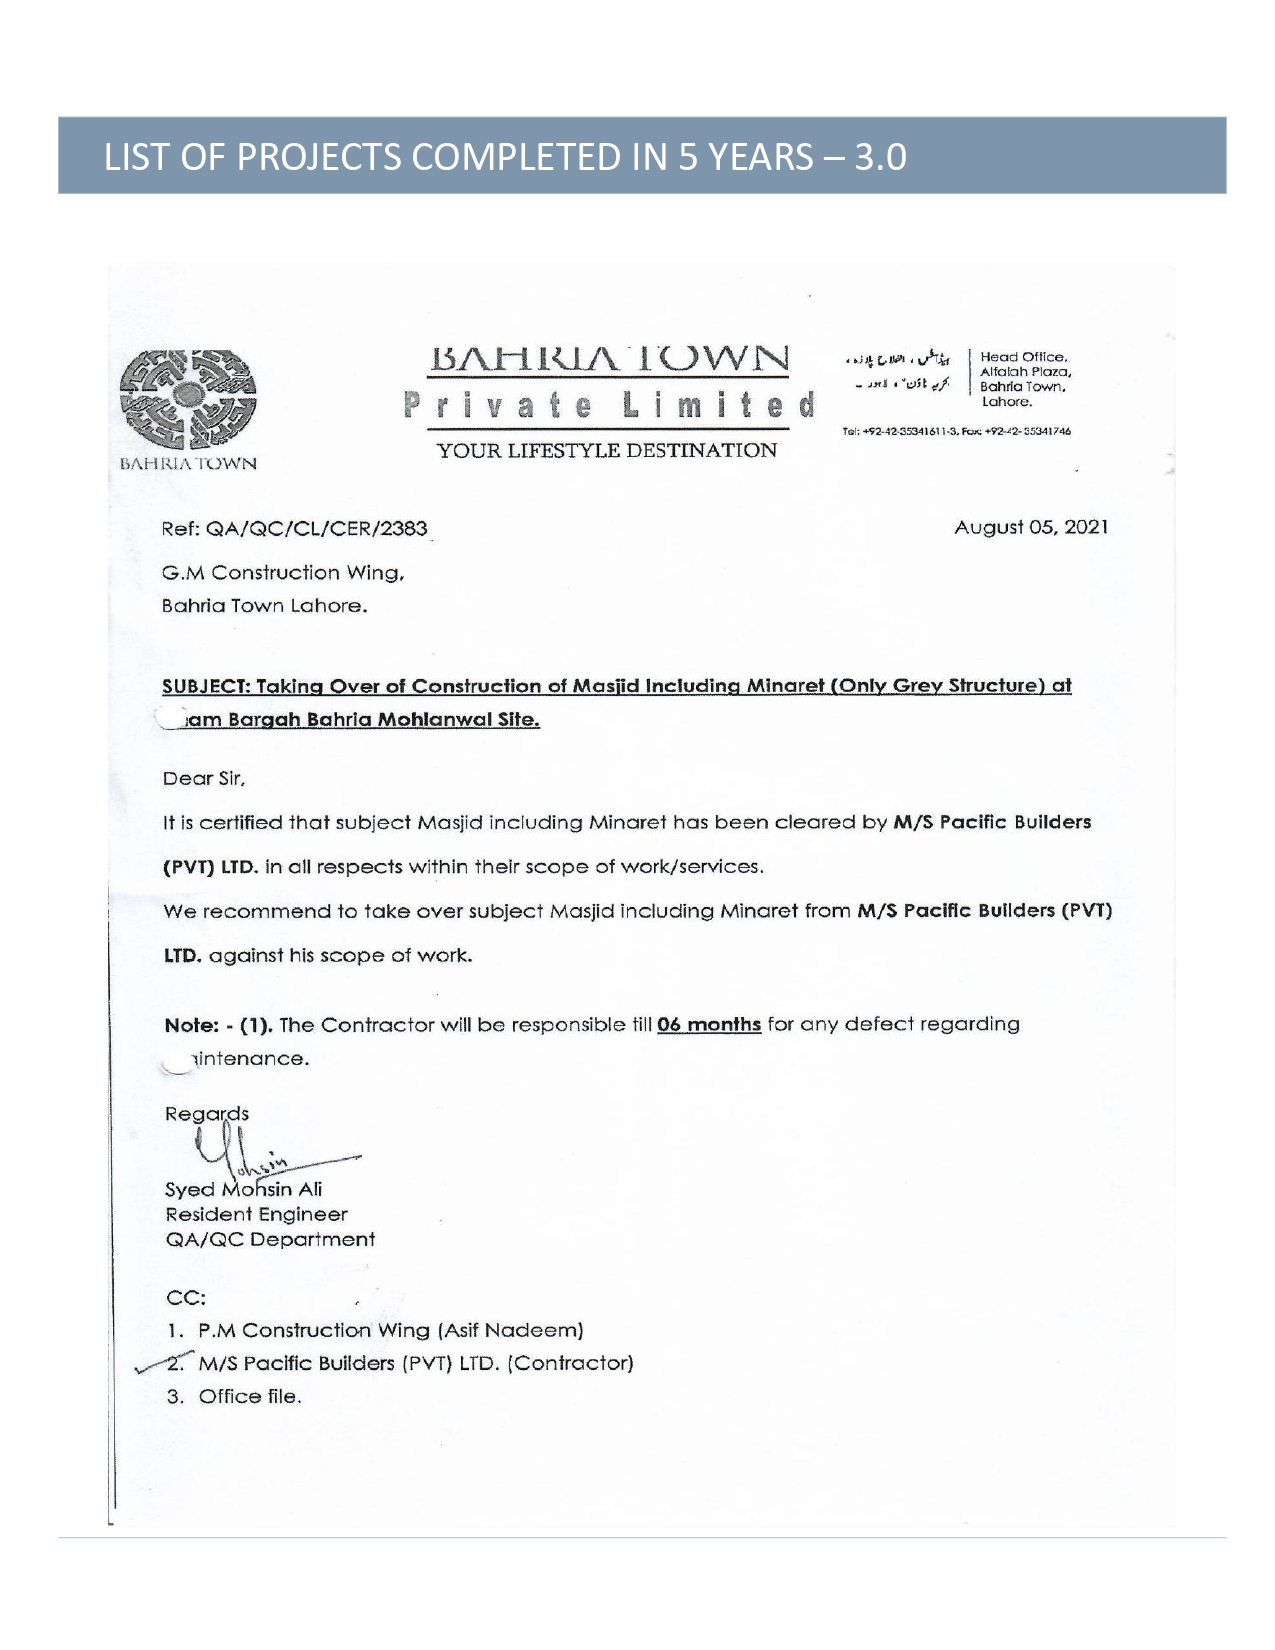 LIST OF PROJECTS COMPLETED IN 5 YEARS – 3.0
BAHRIA TOWN
Private Limited
YOUR LIFESTYLE DESTINATION
BAHRIA TOWN
Head Office,
Alfalah Plaza,
Bahria Town,
Lahore.
Tel: +92-42-35341611-3, Fax: +92-42-35341746
Ref: QA/QC/CL/CER/2383 August 05, 2021
G.M Construction Wing,
Bahria Town Lahore.
SUBJECT: Taking Over of Construction of Masjid Including Minaret (Only Grey Structure) at
am Bargah Bahria Mohlanwal Site.
Dear Sir,
It is certified that subject Masjid including Minaret has been cleared by M/S Pacific Builders
(PVT) LTD. in all respects within their scope of work/services.
We recommend to take over subject Masjid including Minaret from M/S Pacific Builders (PVT)
LTD. against his scope of work.
Note: - (1). The Contractor will be responsible till 06 months for any defect regarding
intenance.
Regards
Mohsin
Syed Mohsin Ali
Resident Engineer
QA/QC Department
CC:
1. P.M Construction Wing (Asif Nadeem)
2. M/S Pacific Builders (PVT) LTD. (Contractor)
3. Office file.